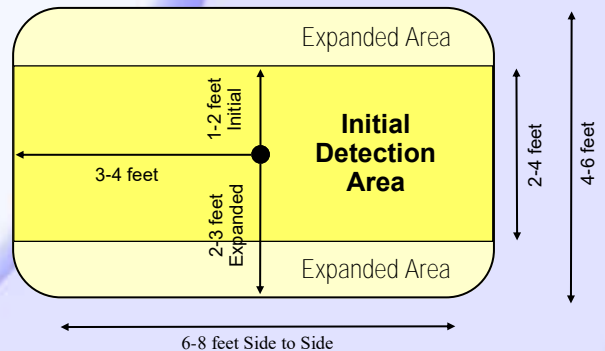 Expanded Area
1-2 feet
Initial
Initial
Detection
Area
3-4 feet
2-3 feet
Expanded
2-4 feet
4-6 feet
Expanded Area
6-8 feet Side to Side